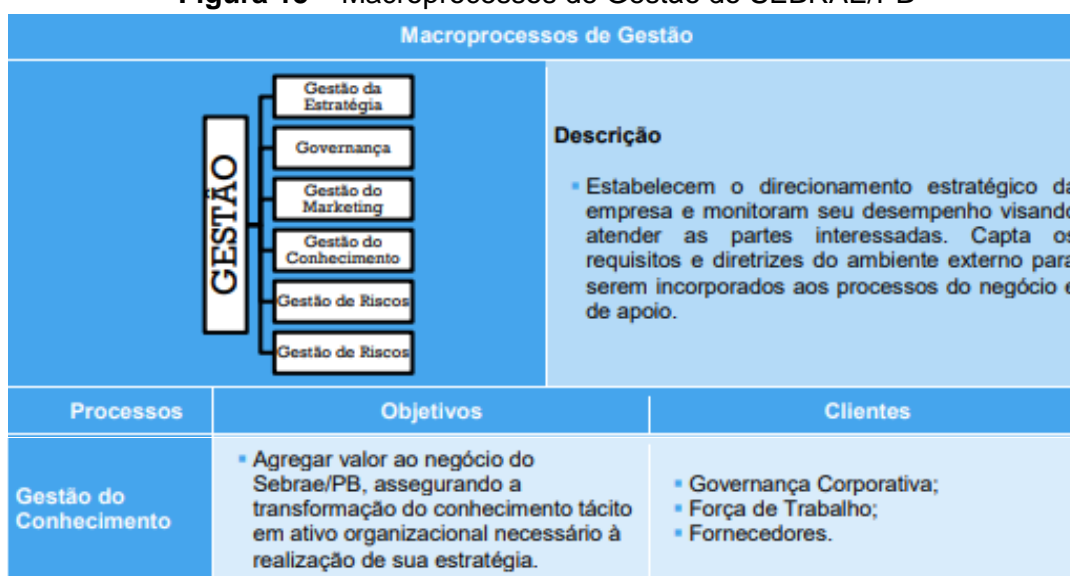 Macroprocessos de Gestão
GESTÃO
Gestão da
Estratégia
Governança
Gestão do
Marketing
Gestão do
Conhecimento
Gestão de Riscos
Gestão de Riscos
Descrição
▪ Estabelecem o direcionamento estratégico da
empresa e monitoram seu desempenho visando
atender as partes interessadas. Capta os
requisitos e diretrizes do ambiente externo para
serem incorporados aos processos do negócio e
de apoio.
Processos
Objetivos
Clientes
Gestão do
Conhecimento
▪ Agregar valor ao negócio do
Sebrae/PB, assegurando a
transformação do conhecimento tácito
em ativo organizacional necessário à
realização de sua estratégia.
▪ Governança Corporativa;
▪ Força de Trabalho;
▪ Fornecedores.